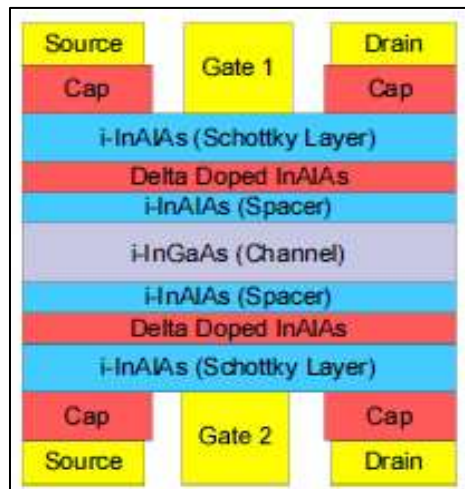 Source
Gate 1
Drain
Cap
Cap
i-InAlAs (Schottky Layer)
Delta Doped InAlAs
i-InAlAs (Spacer)
i-InGaAs (Channel)
i-InAlAs (Spacer)
Delta Doped InAlAs
i-InAlAs (Schottky Layer)
Cap
Gate 2
Cap
Source
Drain